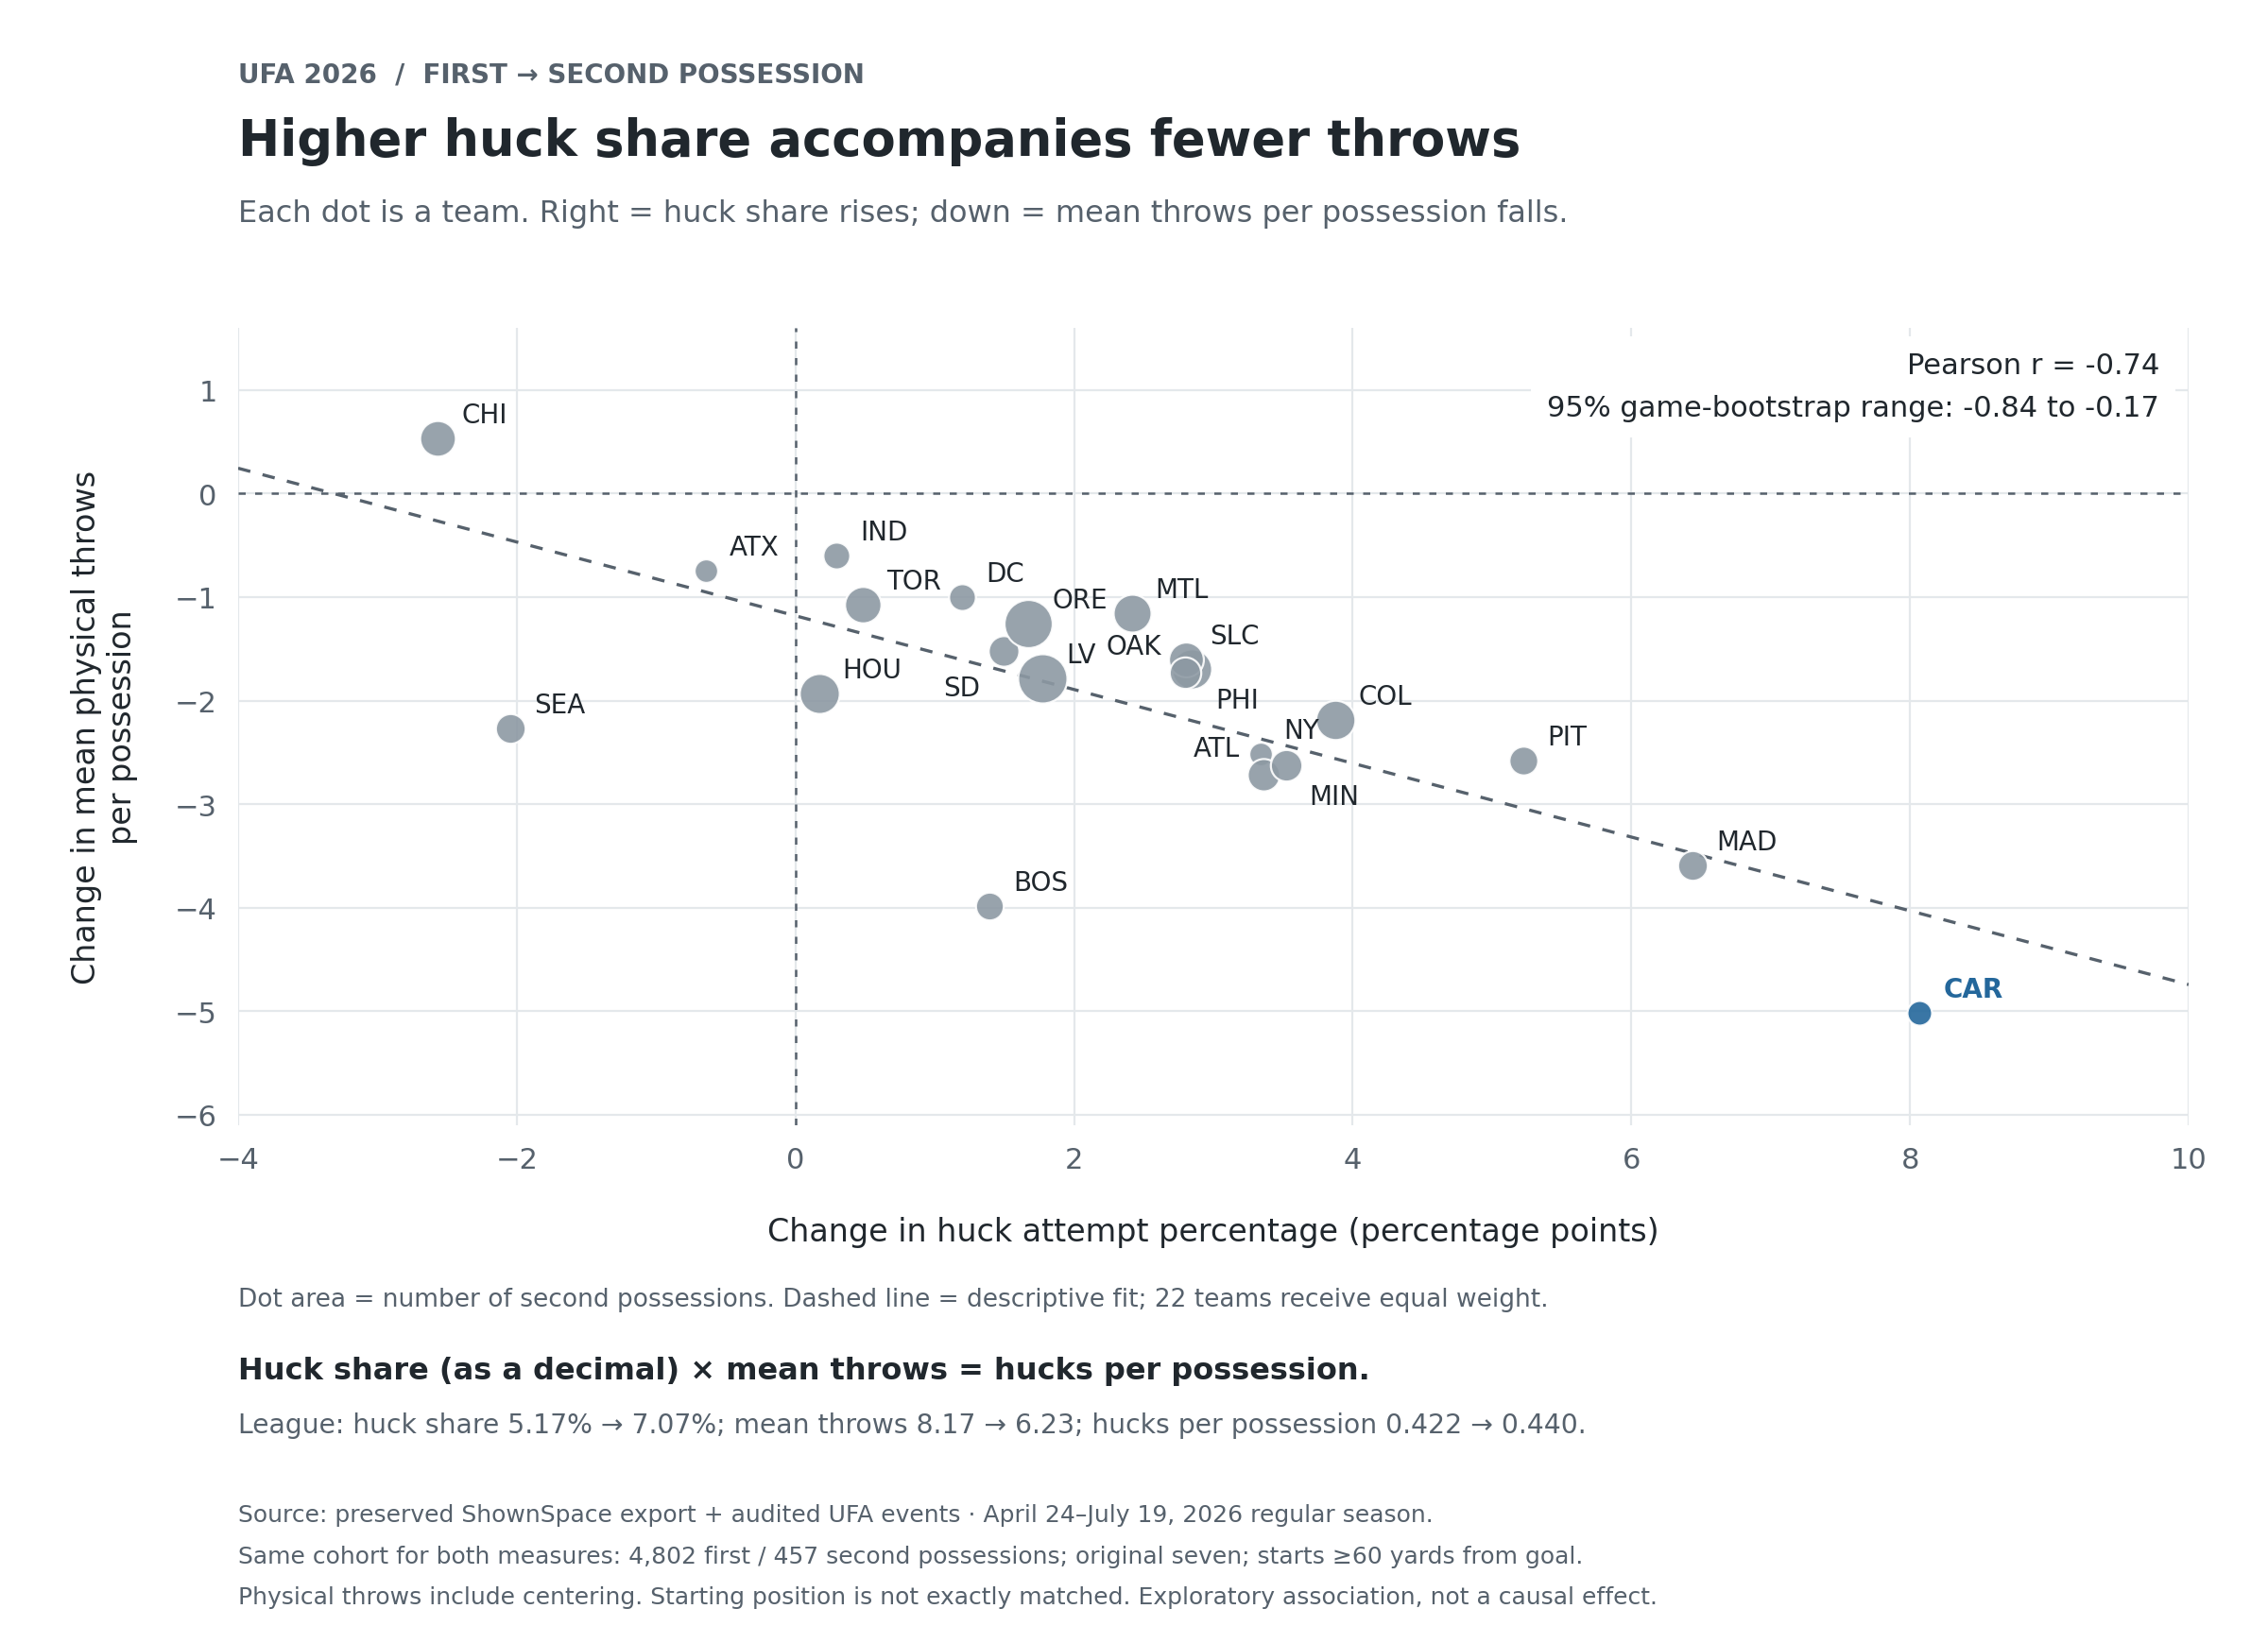 UFA 2026 / FIRST → SECOND POSSESSION
Higher huck share accompanies fewer throws
Each dot is a team. Right = huck share rises; down = mean throws per possession falls.
Pearson r = -0.74
95% game-bootstrap range: -0.84 to -0.17
Change in mean physical throws
per possession
1
0
−1
−2
−3
−4
−5
−6
CHI
ATX
IND
TOR
DC
ORE
MTL
SLC
OAK
LV
HOU
SD
SEA
PHI
COL
NY
ATL
PIT
MIN
MAD
BOS
CAR
−4
−2
0
2
4
6
8
10
Change in huck attempt percentage (percentage points)
Dot area = number of second possessions. Dashed line = descriptive fit; 22 teams receive equal weight.
Huck share (as a decimal) × mean throws = hucks per possession.
League: huck share 5.17% → 7.07%; mean throws 8.17 → 6.23; hucks per possession 0.422 → 0.440.
Source: preserved ShownSpace export + audited UFA events · April 24–July 19, 2026 regular season.
Same cohort for both measures: 4,802 first / 457 second possessions; original seven; starts ≥60 yards from goal.
Physical throws include centering. Starting position is not exactly matched. Exploratory association, not a causal effect.